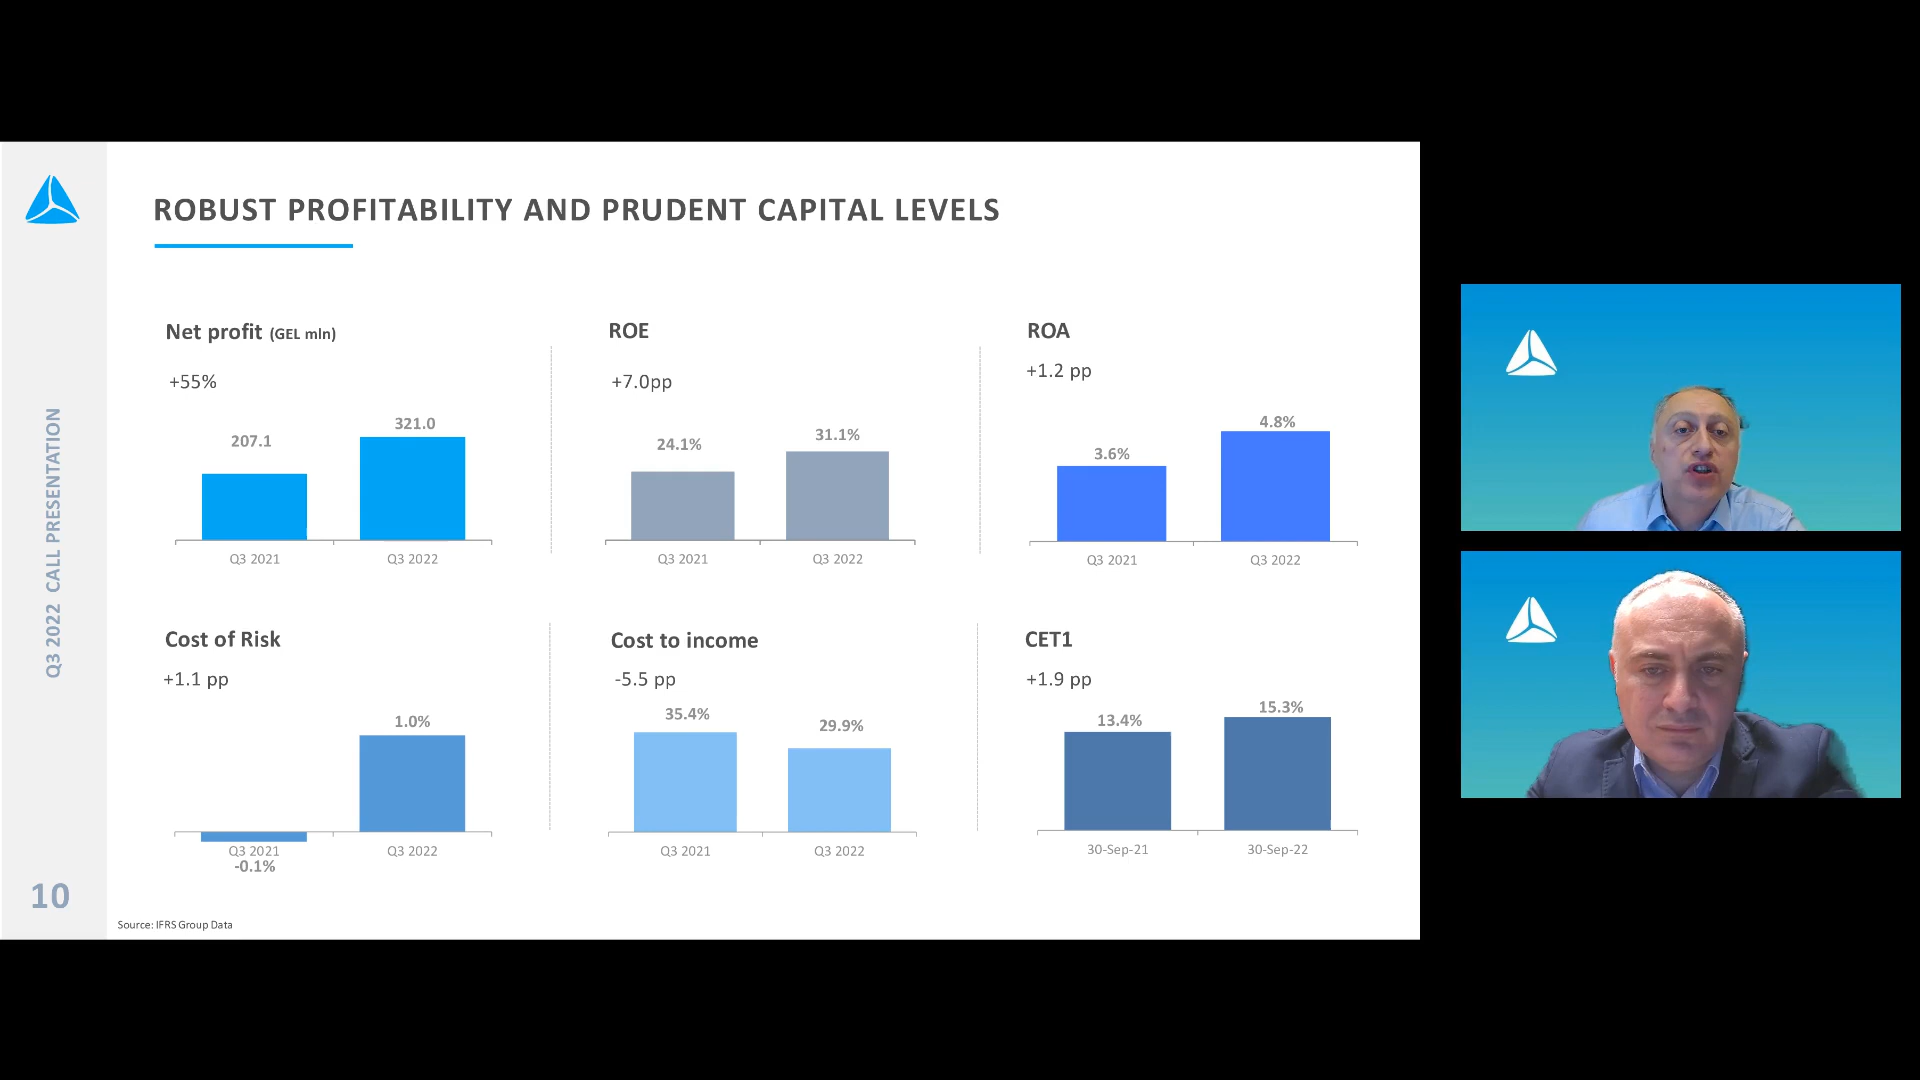 ROBUST PROFITABILITY AND PRUDENT CAPITAL LEVELS
Net profit (GEL mln)
+55%
207.1
321.0
Q3 2021
Q3 2022
ROE
+7.0pp
24.1%
31.1%
Q3 2021
Q3 2022
ROA
+1.2 pp
3.6%
4.8%
Q3 2021
Q3 2022
Cost of Risk
+1.1 pp
1.0%
Q3 2021
Q3 2022
-0.1%
Cost to income
-5.5 pp
35.4%
29.9%
Q3 2021
Q3 2022
CET1
+1.9 pp
13.4%
15.3%
30-Sep-21
30-Sep-22
Q3 2022 CALL PRESENTATION
10
Source: IFRS Group Data